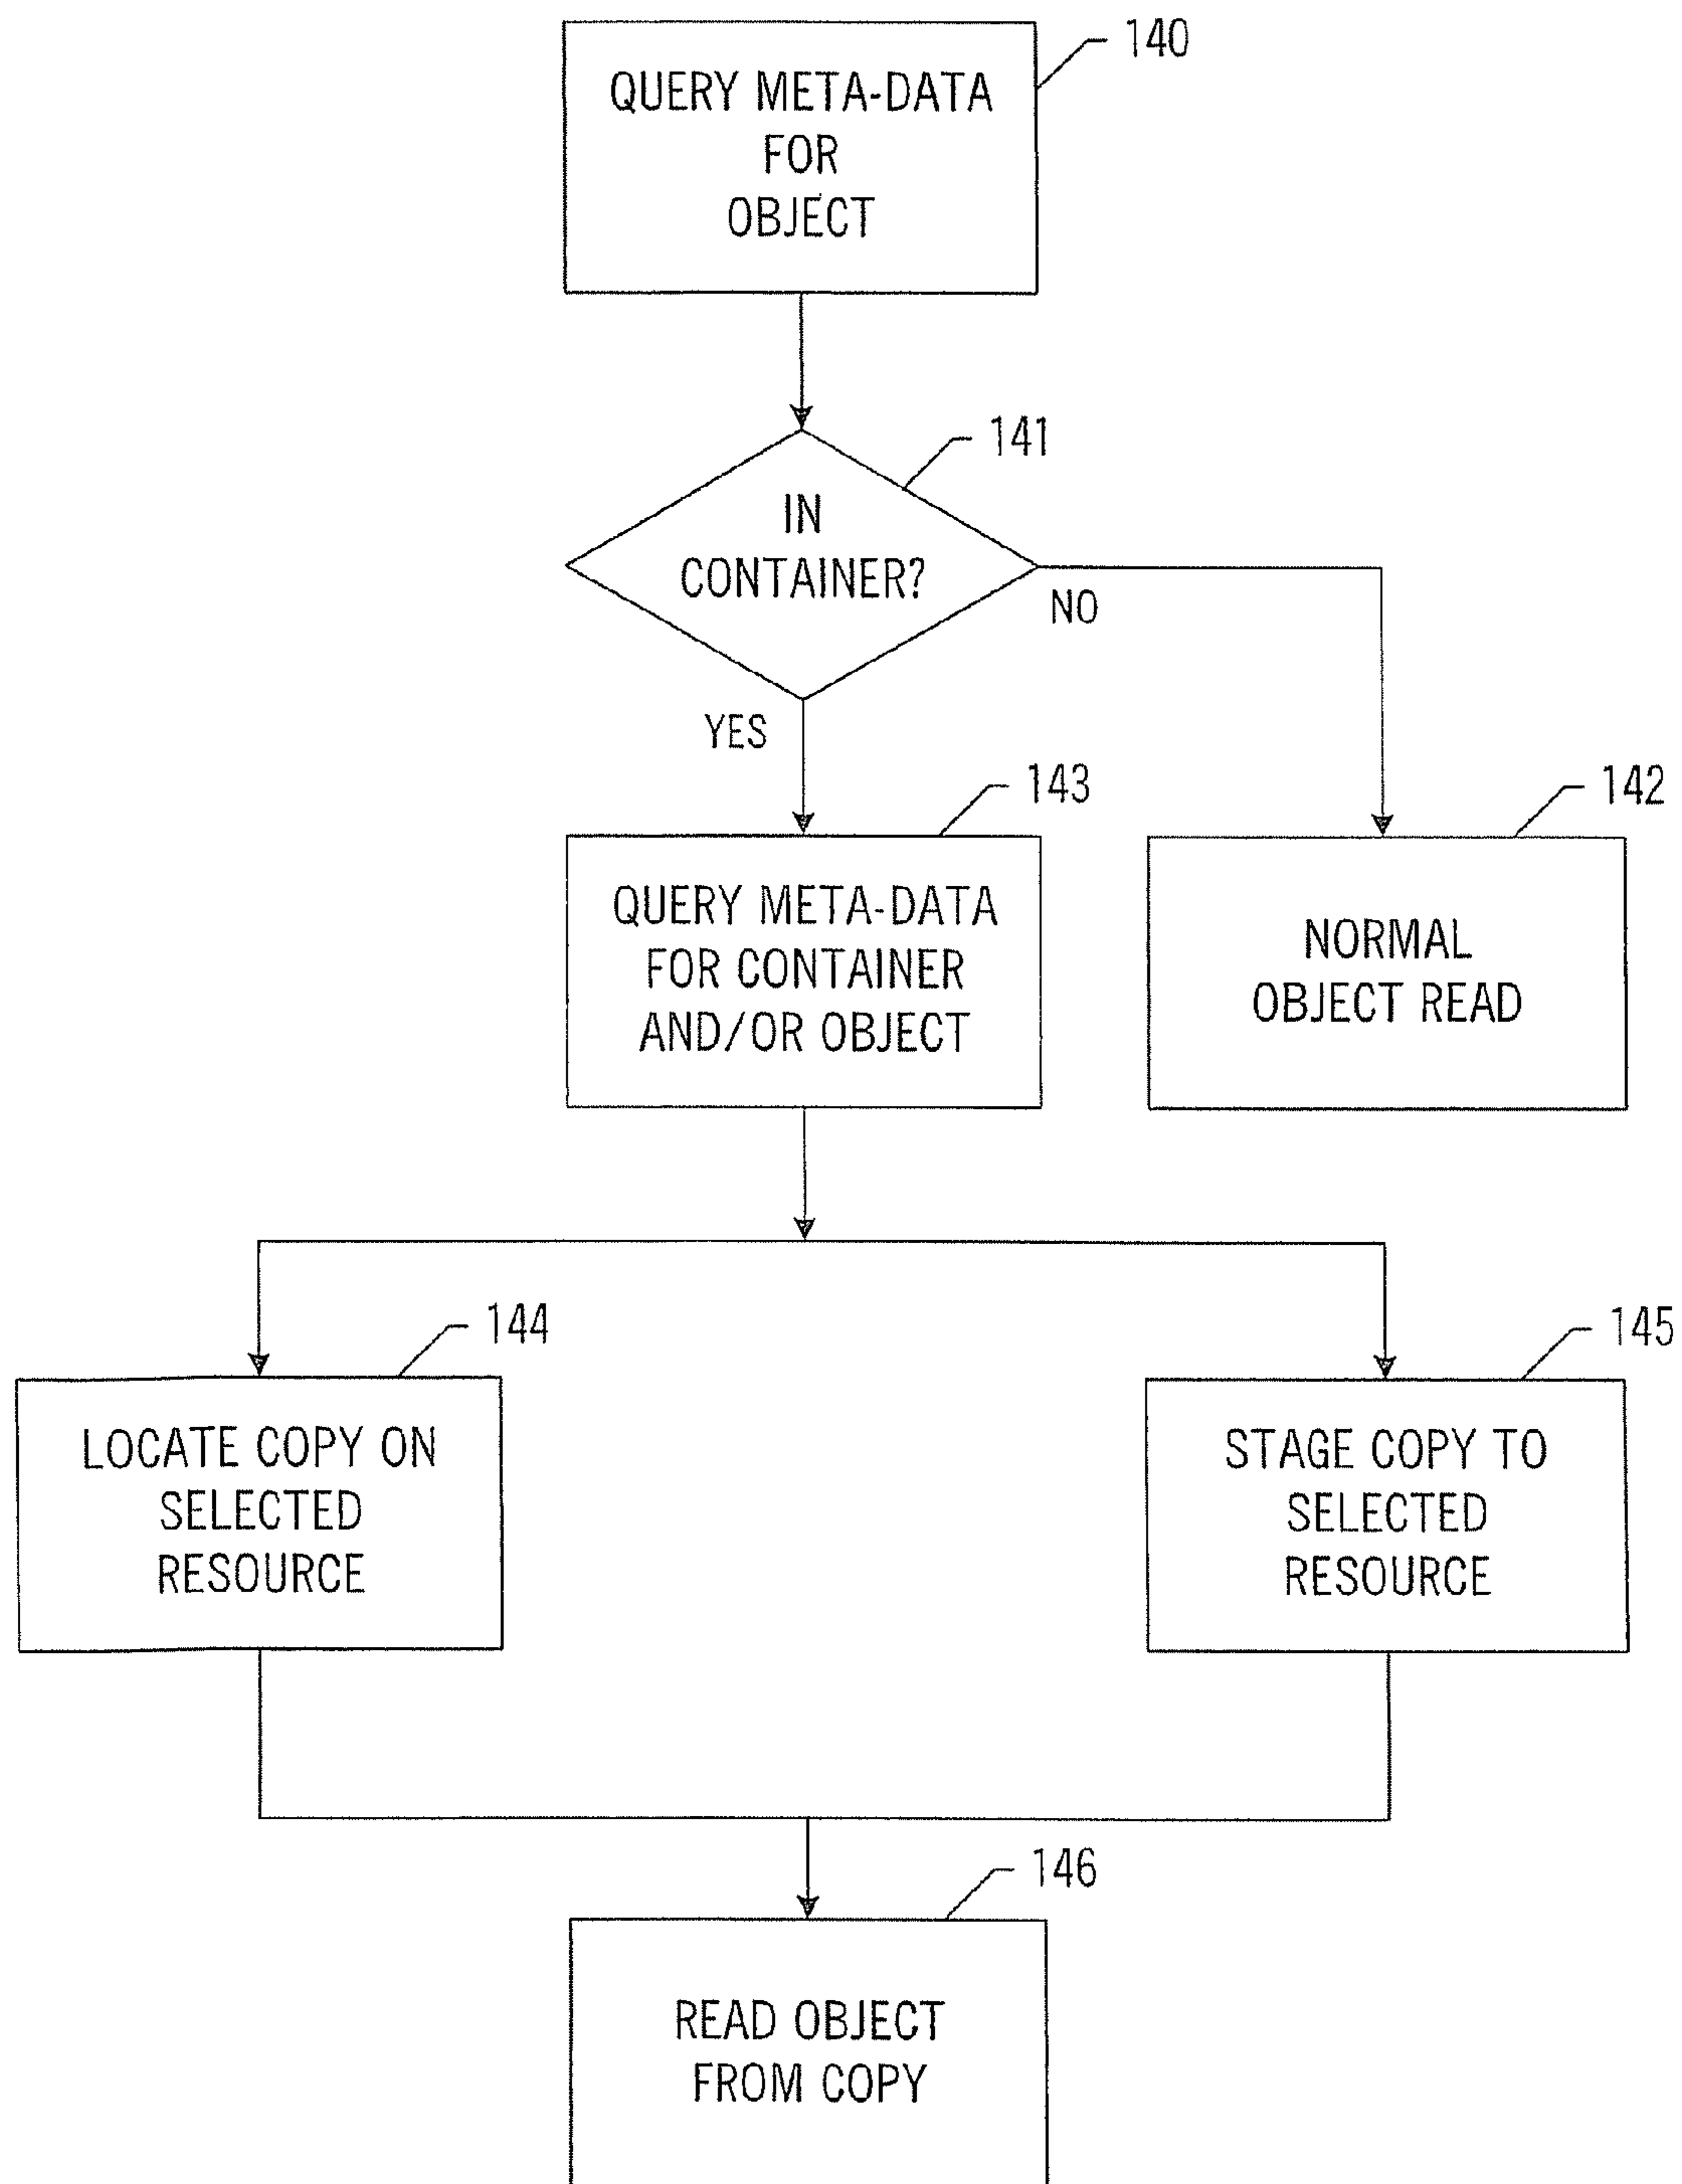 140
QUERY META-DATA
FOR
OBJECT
141
IN
CONTAINER?
NO
YES
143
142
QUERY META-DATA
FOR CONTAINER
AND/OR OBJECT
NORMAL
OBJECT READ
144
145
LOCATE COPY ON
SELECTED
RESOURCE
STAGE COPY TO
SELECTED
RESOURCE
146
READ OBJECT
FROM COPY